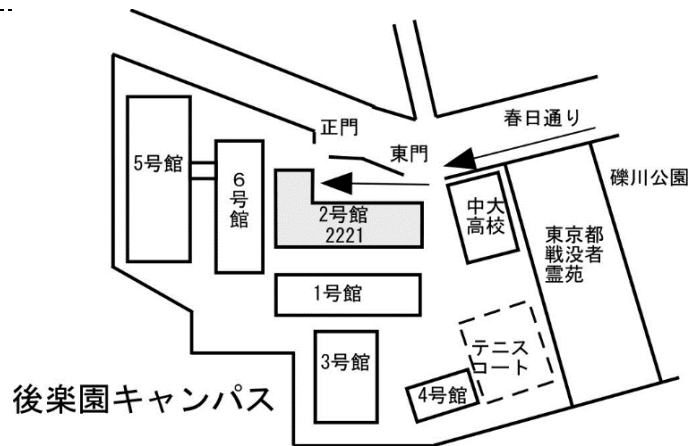 春日通り
正門
東門
5号館
6
号
館
2号館
2221
中大
高校
礫川公園
東京都
戦没者
霊苑
1号館
3号館
テニス
コート
4号館
後楽園キャンパス